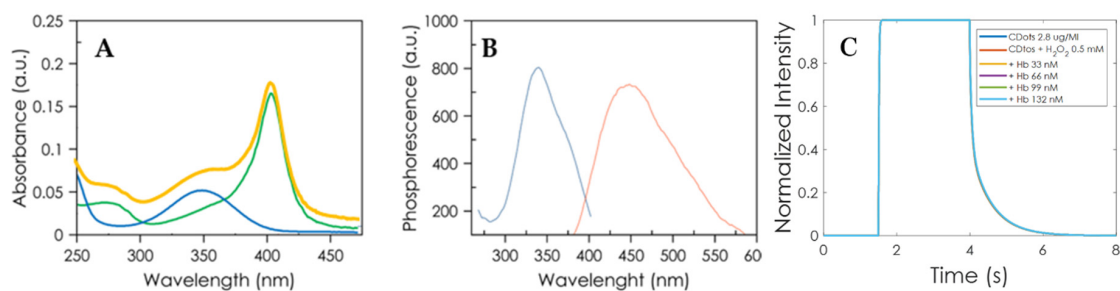 A
Absorbance (a.u.)
0.25
0.20
0.15
0.10
0.05
0
250
300
350
400
450
Wavelength (nm)
B
Phosphorescence (a.u.)
1000
800
600
400
200
300
350
400
450
500
550
60
Wavelenght (nm)
C
Normalized Intensity
1
0.8
0.6
0.4
0.2
0
0
2
4
6
8
Time (s)
CDots 2.8 ug/Ml
CDtos + H₂O₂ 0.5 mM
+ Hb 33 nM
+ Hb 66 nM
+ Hb 99 nM
+ Hb 132 nM